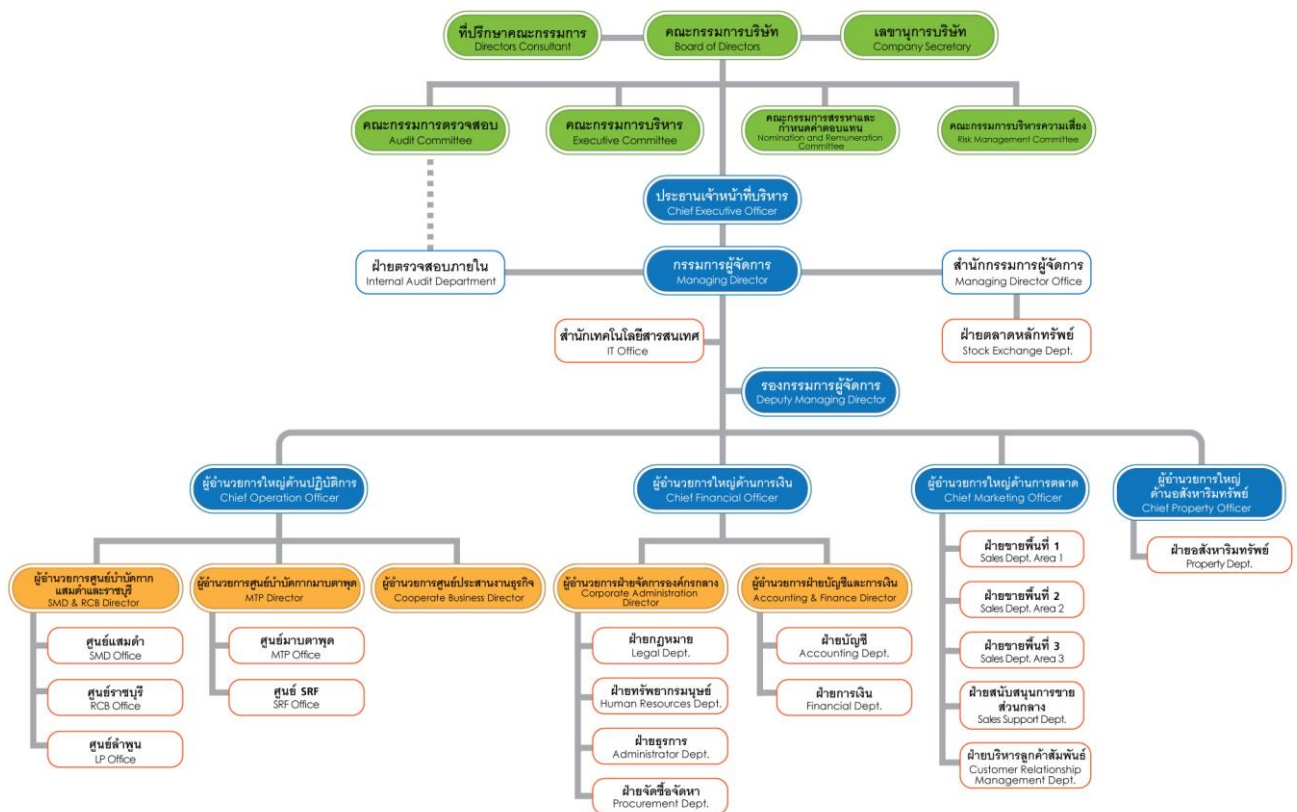 ที่ปรึกษาคณะกรรมการ
Directors Consultant
คณะกรรมการบริษัท
Board of Directors
เลขานุการบริษัท
Company Secretary
คณะกรรมการตรวจสอบ
Audit Committee
คณะกรรมการบริหาร
Executive Committee
คณะกรรมการสรรหาและ
กำหนดค่าตอบแทน
Nomination and Remuneration
Committee
คณะกรรมการบริหารความเสี่ยง
Risk Management Committee
ประธานเจ้าหน้าที่บริหาร
Chief Executive Officer
ฝ่ายตรวจสอบภายใน
Internal Audit Department
กรรมการผู้จัดการ
Managing Director
สำนักกรรมการผู้จัดการ
Managing Director Office
สำนักเทคโนโลยีสารสนเทศ
IT Office
ฝ่ายตลาดหลักทรัพย์
Stock Exchange Dept.
รองกรรมการผู้จัดการ
Deputy Managing Director
ผู้อำนวยการใหญ่ด้านปฏิบัติการ
Chief Operation Officer
ผู้อำนวยการใหญ่ด้านการเงิน
Chief Financial Officer
ผู้อำนวยการใหญ่ด้านการตลาด
Chief Marketing Officer
ผู้อำนวยการใหญ่
ด้านอสังหาริมทรัพย์
Chief Property Officer
ผู้อำนวยการศูนย์บำบัดกาก
แสมดำและราชบุรี
SMD & RCB Director
ศูนย์แสมดำ
SMD Office
ศูนย์ราชบุรี
RCB Office
ศูนย์ลำพูน
LP Office
ผู้อำนวยการศูนย์บำบัดกากมาบตาพุด
MTP Director
ศูนย์มาบตาพุด
MTP Office
ศูนย์ SRF
SRF Office
ผู้อำนวยการศูนย์ประสานงานธุรกิจ
Cooperate Business Director
ผู้อำนวยการฝ่ายจัดการองค์กรกลาง
Corporate Administration
Director
ฝ่ายกฎหมาย
Legal Dept.
ฝ่ายทรัพยากรมนุษย์
Human Resources Dept.
ฝ่ายธุรการ
Administrator Dept.
ฝ่ายจัดซื้อจัดหา
Procurement Dept.
ผู้อำนวยการฝ่ายบัญชีและการเงิน
Accounting & Finance Director
ฝ่ายบัญชี
Accounting Dept.
ฝ่ายการเงิน
Financial Dept.
ฝ่ายขายพื้นที่ 1
Sales Dept. Area 1
ฝ่ายขายพื้นที่ 2
Sales Dept. Area 2
ฝ่ายขายพื้นที่ 3
Sales Dept. Area 3
ฝ่ายสนับสนุนการขาย
ส่วนกลาง
Sales Support Dept.
ฝ่ายบริหารลูกค้าสัมพันธ์
Customer Relationship
Management Dept.
ฝ่ายอสังหาริมทรัพย์
Property Dept.